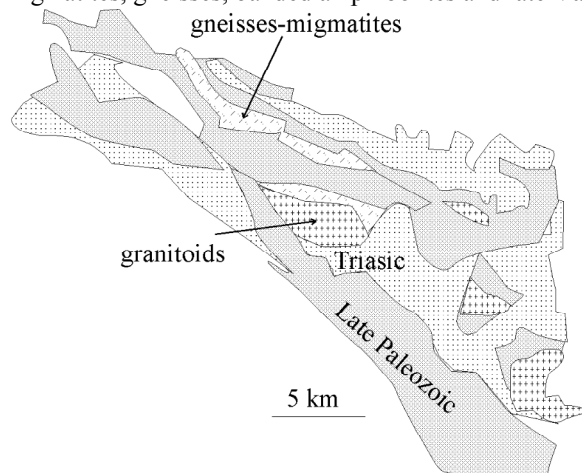 gneisses-migmatites
granitoids
Triasic
Late Paleozoic
5 km